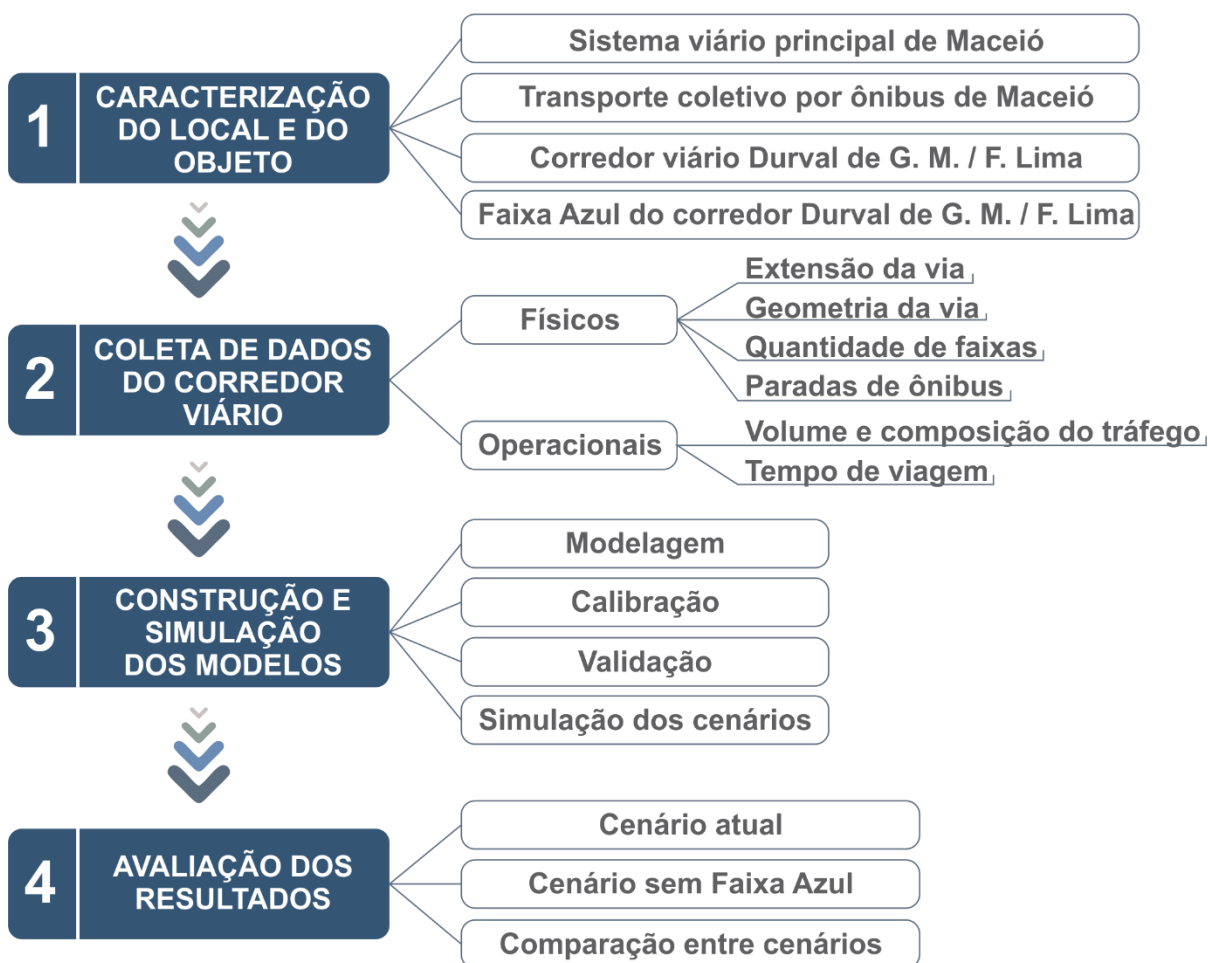 1
CARACTERIZAÇÃO
DO LOCAL E DO
OBJETO
Sistema viário principal de Maceió
Transporte coletivo por ônibus de Maceió
Corredor viário Durval de G. M. / F. Lima
Faixa Azul do corredor Durval de G. M. / F. Lima
2
COLETA DE DADOS
DO CORREDOR
VIÁRIO
Físicos
Extensão da via
Geometria da via
Quantidade de faixas
Paradas de ônibus
Operacionais
Volume e composição do tráfego
Tempo de viagem
3
CONSTRUÇÃO E
SIMULAÇÃO
DOS MODELOS
Modelagem
Calibração
Validação
Simulação dos cenários
4
AVALIAÇÃO DOS
RESULTADOS
Cenário atual
Cenário sem Faixa Azul
Comparação entre cenários